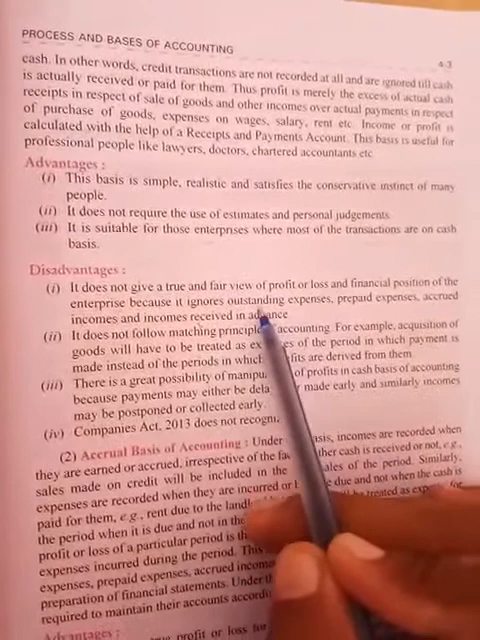 PROCESS AND BASES OF ACCOUNTING
4.3
cash. In other words, credit transactions are not recorded at all and are ignored till cash
is actually received or paid for them. Thus profit is merely the excess of actual cash
receipts in respect of sale of goods and other incomes over actual payments in respect
of purchase of goods, expenses on wages, salary, rent etc. Income or profit is
calculated with the help of a Receipts and Payments Account. This basis is useful for
professional people like lawyers, doctors, chartered accountants etc.
Advantages :
(i) This basis is simple, realistic and satisfies the conservative instinct of many
people.
(ii) It does not require the use of estimates and personal judgements.
(iii) It is suitable for those enterprises where most of the transactions are on cash
basis.
Disadvantages :
(i) It does not give a true and fair view of profit or loss and financial position of the
enterprise because it ignores outstanding expenses, prepaid expenses, accrued
incomes and incomes received in advance.
(ii) It does not follow matching principle accounting. For example, acquisition of
goods will have to be treated as of the period in which payment is
made instead of the periods in which are derived from them.
(iii) There is a great possibility of of profits in cash basis of accounting
because payments may either be made early and similarly incomes
may be postponed or collected early.
(iv) Companies Act, 2013 does not
(2) Accrual Basis of Accounting : Under incomes are recorded when
they are earned or accrued, irrespective of the cash is received or not, e.g.,
sales made on credit will be included in the of the period. Similarly,
expenses are recorded when they are incurred or due and not when the cash is
paid for them, e.g., rent due to the treated as for
the period when it is due and not in the
profit or loss of a particular period is
expenses incurred during the period. This
expenses, prepaid expenses, accrued
preparation of financial statements. Under
required to maintain their accounts
Advantages :
profit or loss for